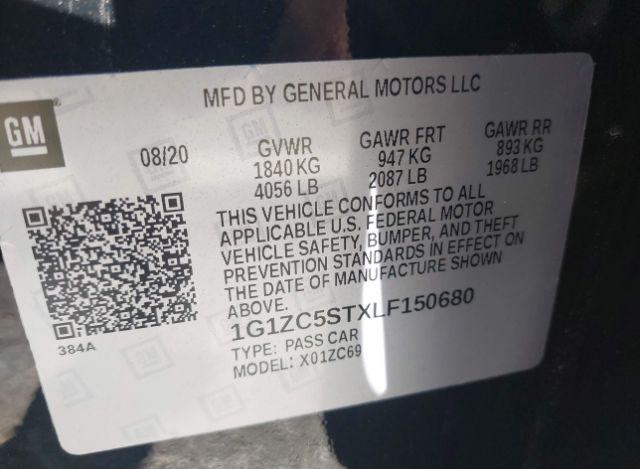 MFD BY GENERAL MOTORS LLC
GM
08/20
GVWR
1840 KG
4056 LB
GAWR FRT
947 KG
2087 LB
GAWR RR
893 KG
1968 LB
THIS VEHICLE CONFORMS TO ALL
APPLICABLE U.S. FEDERAL MOTOR
VEHICLE SAFETY, BUMPER, AND THEFT
PREVENTION STANDARDS IN EFFECT ON
THE DATE OF MANUFACTURE SHOWN
ABOVE.
1G1ZC5STXLF150680
TYPE: PASS CAR
MODEL: X01ZC69
384A